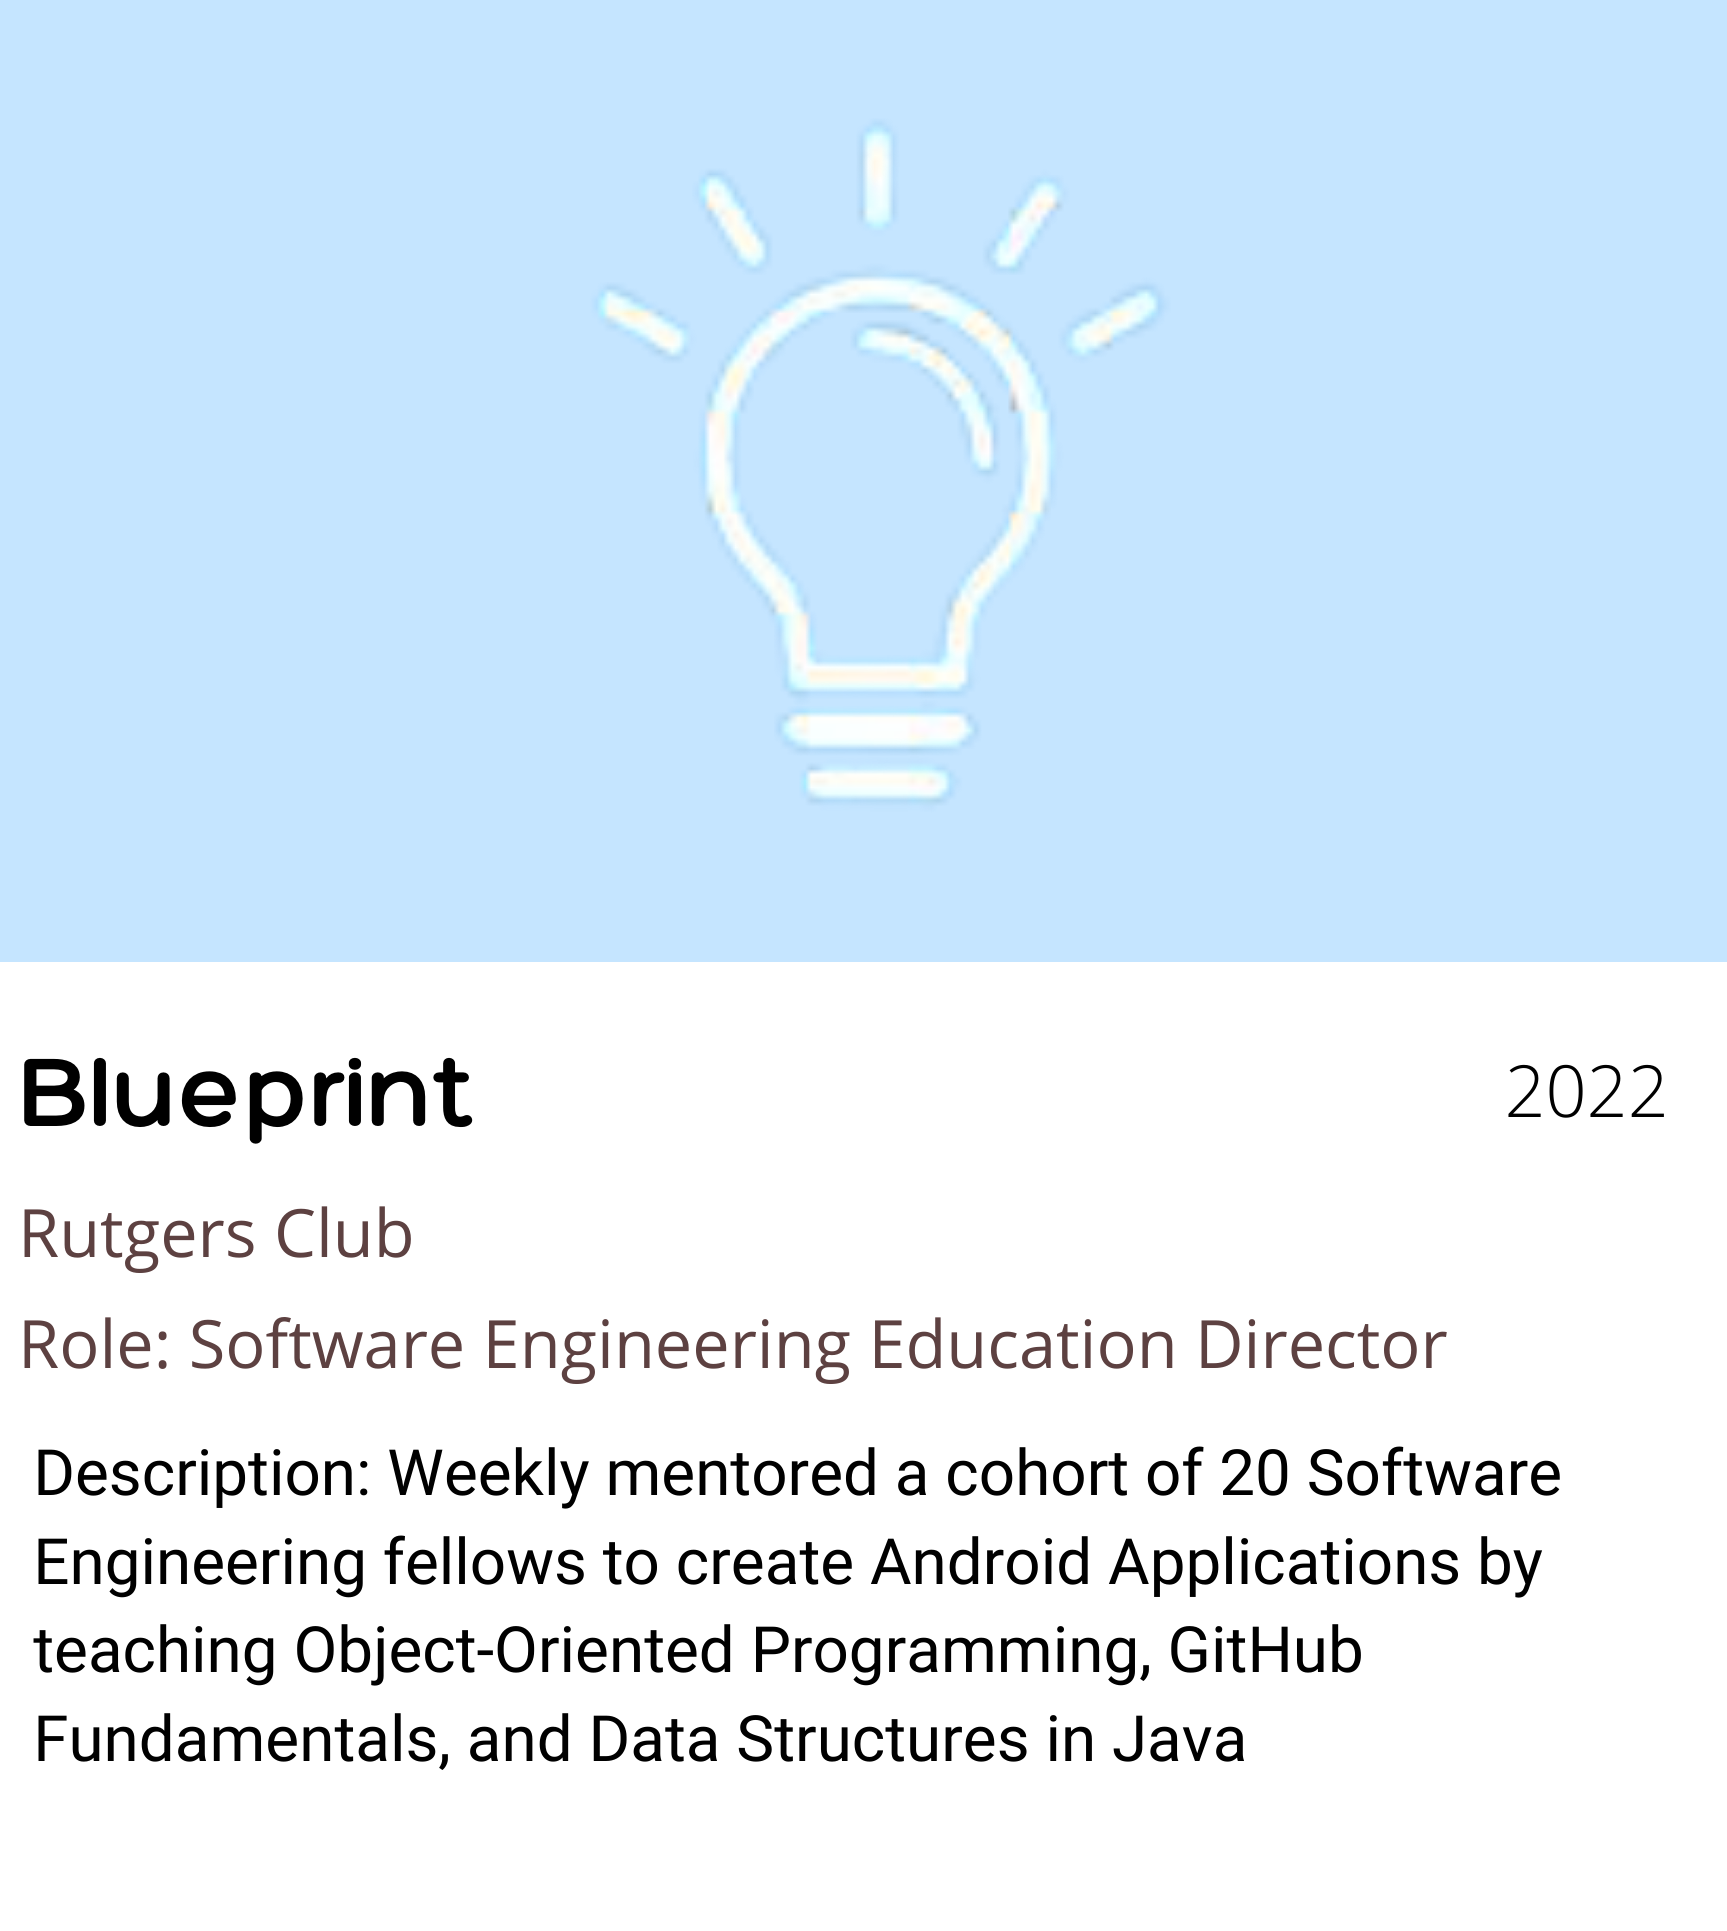 Blueprint
2022
Rutgers Club
Role: Software Engineering Education Director
Description: Weekly mentored a cohort of 20 Software
Engineering fellows to create Android Applications by
teaching Object-Oriented Programming, GitHub
Fundamentals, and Data Structures in Java